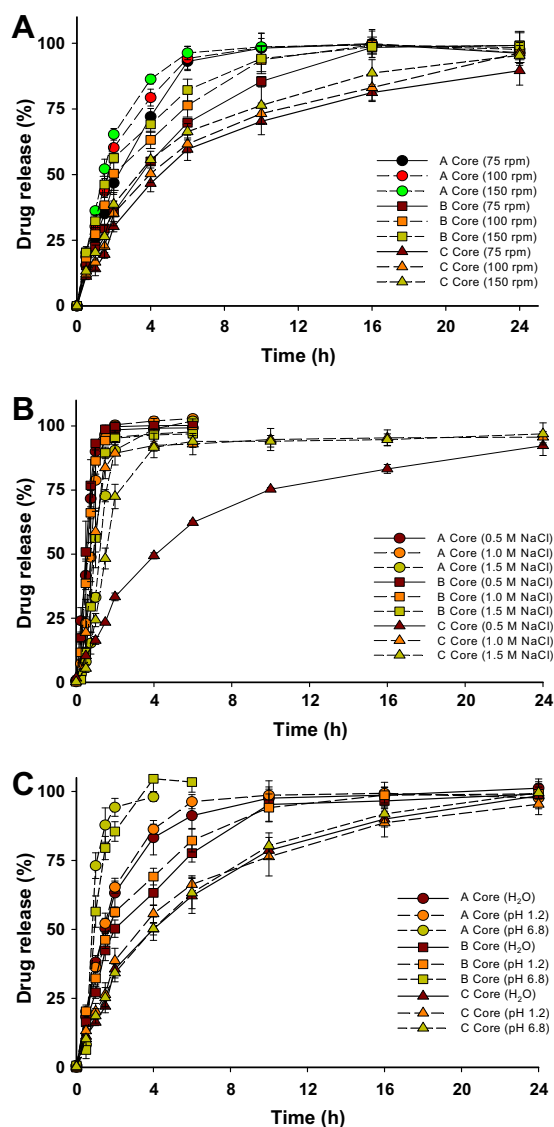 A
Drug release (%)
100
75
50
25
0
A Core (75 rpm)
A Core (100 rpm)
A Core (150 rpm)
B Core (75 rpm)
B Core (100 rpm)
B Core (150 rpm)
C Core (75 rpm)
C Core (100 rpm)
C Core (150 rpm)
0 4 8 12 16 20 24
Time (h)
B
Drug release (%)
100
75
50
25
0
A Core (0.5 M NaCl)
A Core (1.0 M NaCl)
A Core (1.5 M NaCl)
B Core (0.5 M NaCl)
B Core (1.0 M NaCl)
B Core (1.5 M NaCl)
C Core (0.5 M NaCl)
C Core (1.0 M NaCl)
C Core (1.5 M NaCl)
0 4 8 12 16 20 24
Time (h)
C
Drug release (%)
100
75
50
25
0
A Core (H₂O)
A Core (pH 1.2)
A Core (pH 6.8)
B Core (H₂O)
B Core (pH 1.2)
B Core (pH 6.8)
C Core (H₂O)
C Core (pH 1.2)
C Core (pH 6.8)
0 4 8 12 16 20 24
Time (h)